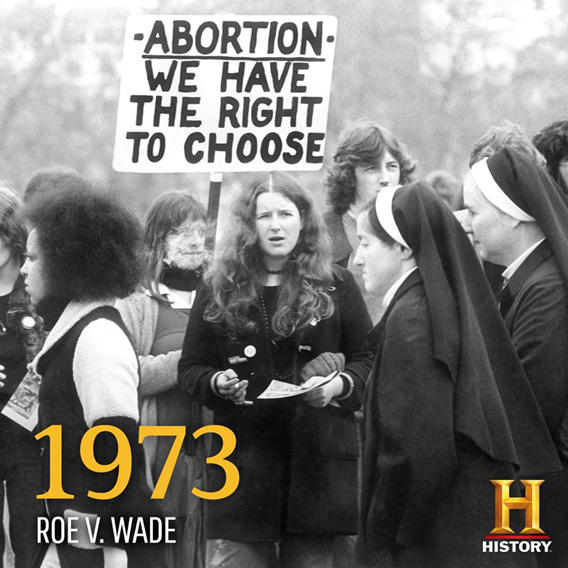 -ABORTION-
WE HAVE
THE RIGHT
TO CHOOSE
1973
ROE V. WADE
H
HISTORY